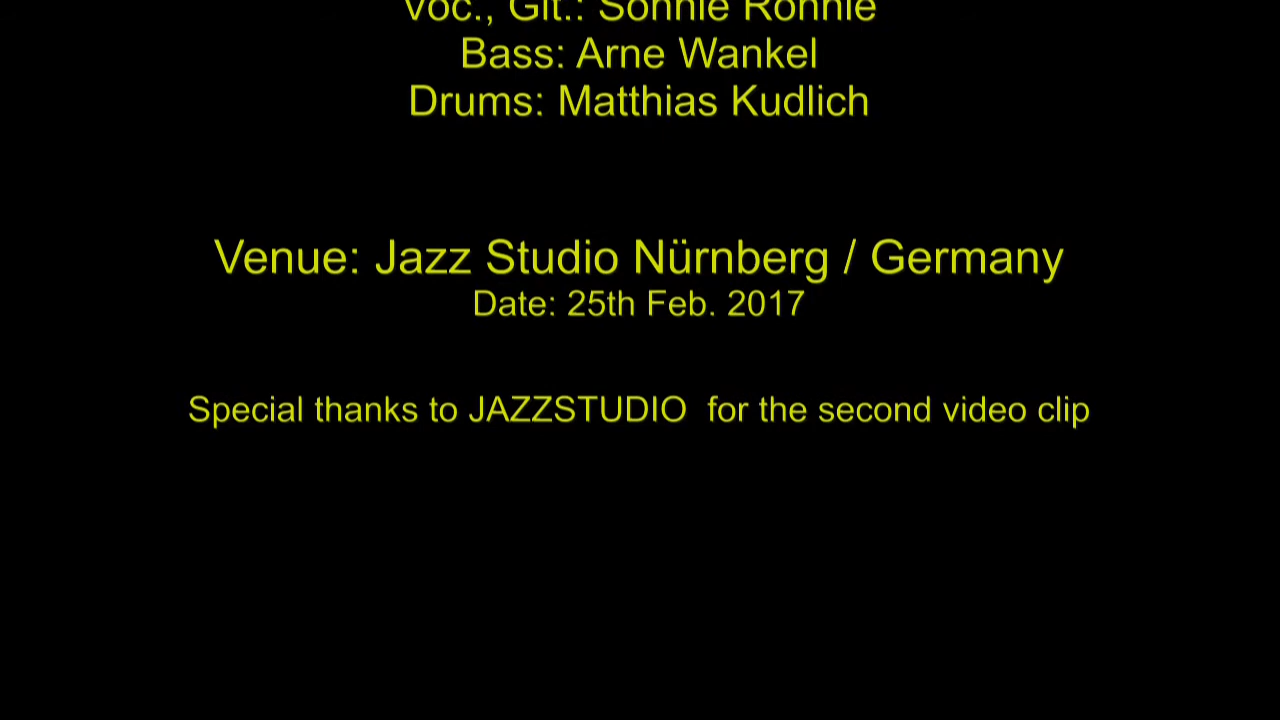 Voc., Git.: Sonnie Ronnie
Bass: Arne Wankel
Drums: Matthias Kudlich
Venue: Jazz Studio Nürnberg / Germany
Date: 25th Feb. 2017
Special thanks to JAZZSTUDIO  for the second video clip